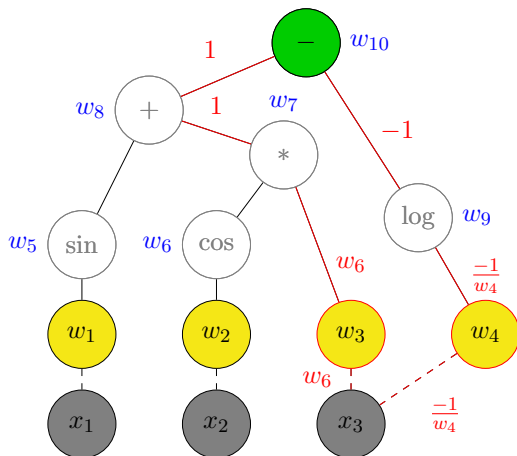 1
−
w₁₀
w₈
+
1
w₇
*
−1
w₅
sin
w₆
cos
log
w₉
w₆
−1/w₄
w₁
w₂
w₃
w₄
w₆
x₁
x₂
x₃
−1/w₄